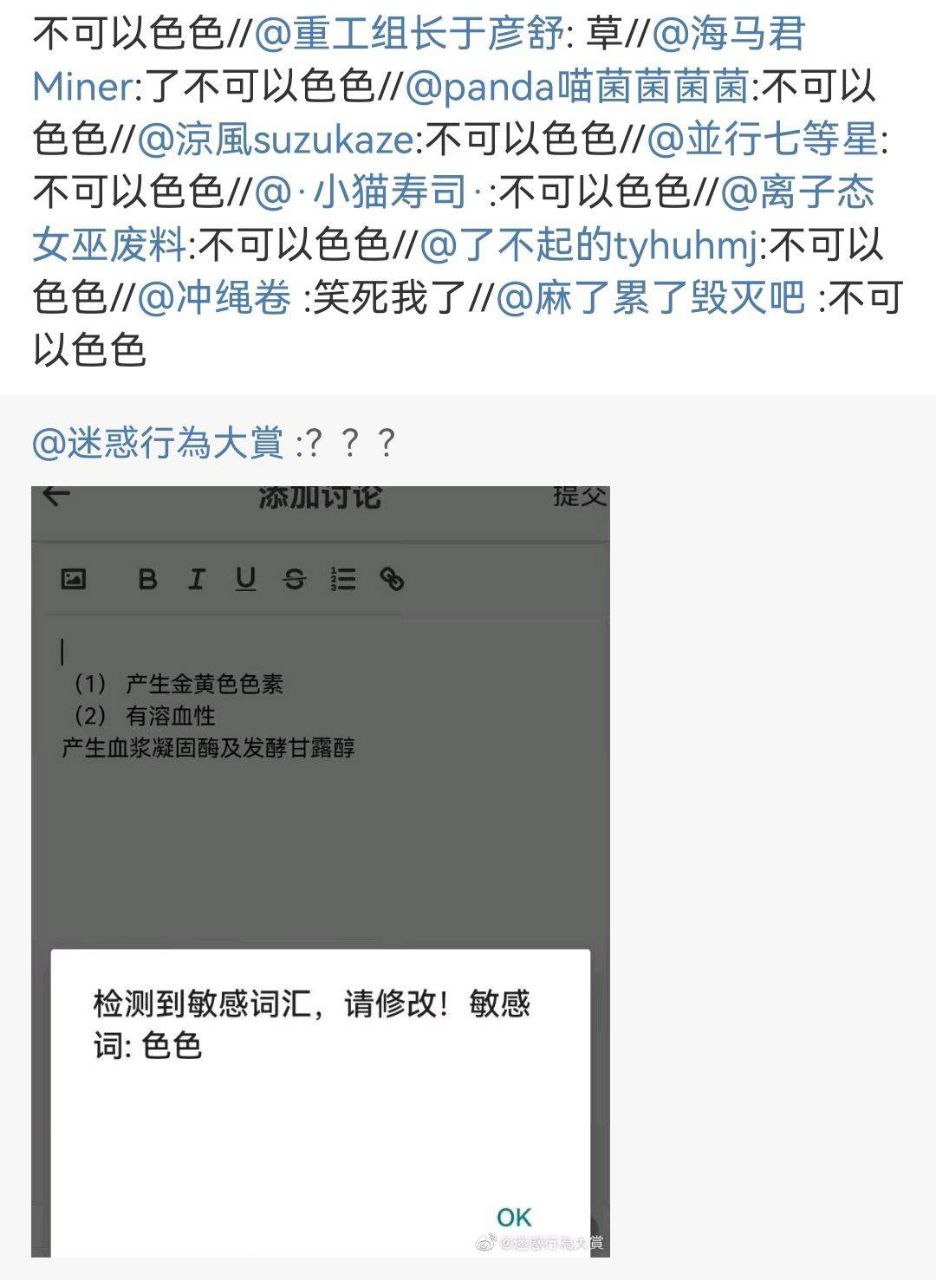 不可以色色//@重工组长于彦舒: 草//@海马君
Miner:了不可以色色//@panda喵菌菌菌菌:不可以
色色//@涼風suzukaze:不可以色色//@並行七等星:
不可以色色//@·小猫寿司·:不可以色色//@离子态
女巫废料:不可以色色//@了不起的tyhuhmj:不可以
色色//@冲绳卷 :笑死我了//@麻了累了毁灭吧 :不可
以色色
@迷惑行為大賞 :？？？
添加讨论 提交
B I U S
（1） 产生金黄色色素
（2） 有溶血性
产生血浆凝固酶及发酵甘露醇
检测到敏感词汇，请修改！敏感
词: 色色
OK
@迷惑行為大賞